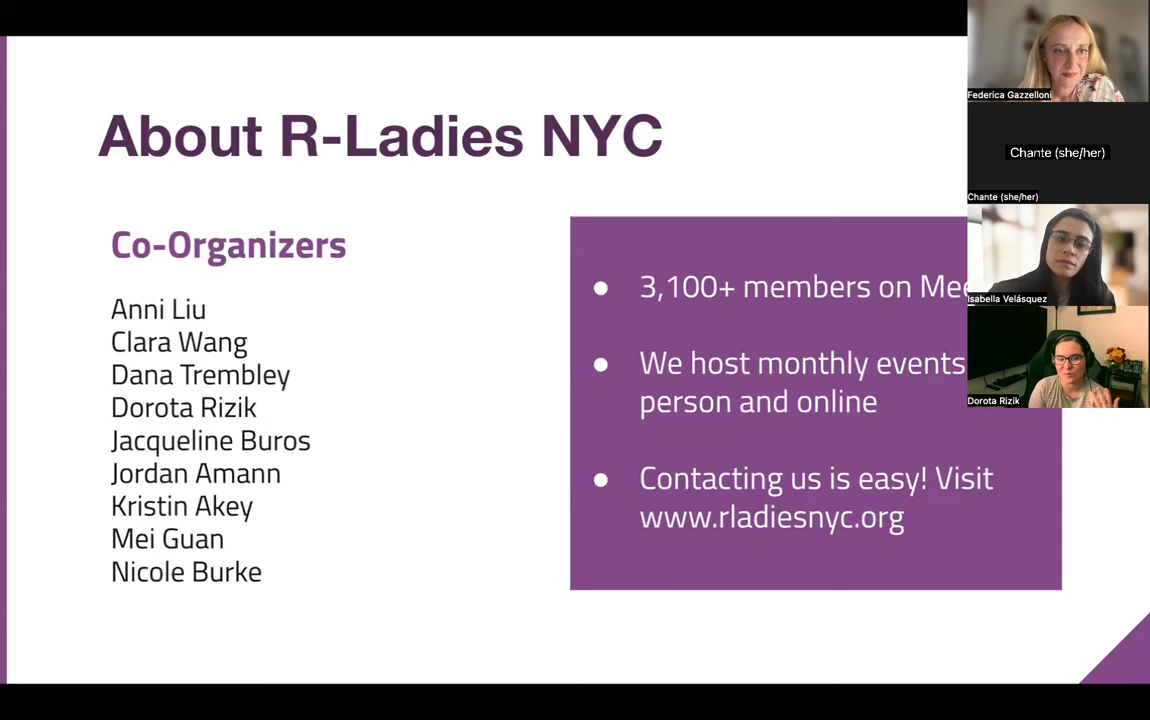 About R-Ladies NYC
Co-Organizers
Anni Liu
Clara Wang
Dana Trembley
Dorota Rizik
Jacqueline Buros
Jordan Amann
Kristin Akey
Mei Guan
Nicole Burke
3,100+ members on
We host monthly events
person and online
Contacting us is easy! Visit
www.rladiesnyc.org
Federica Gazzelloni
Chante (she/her)
Chante (she/her)
Isabella Velásquez
Dorota Rizik